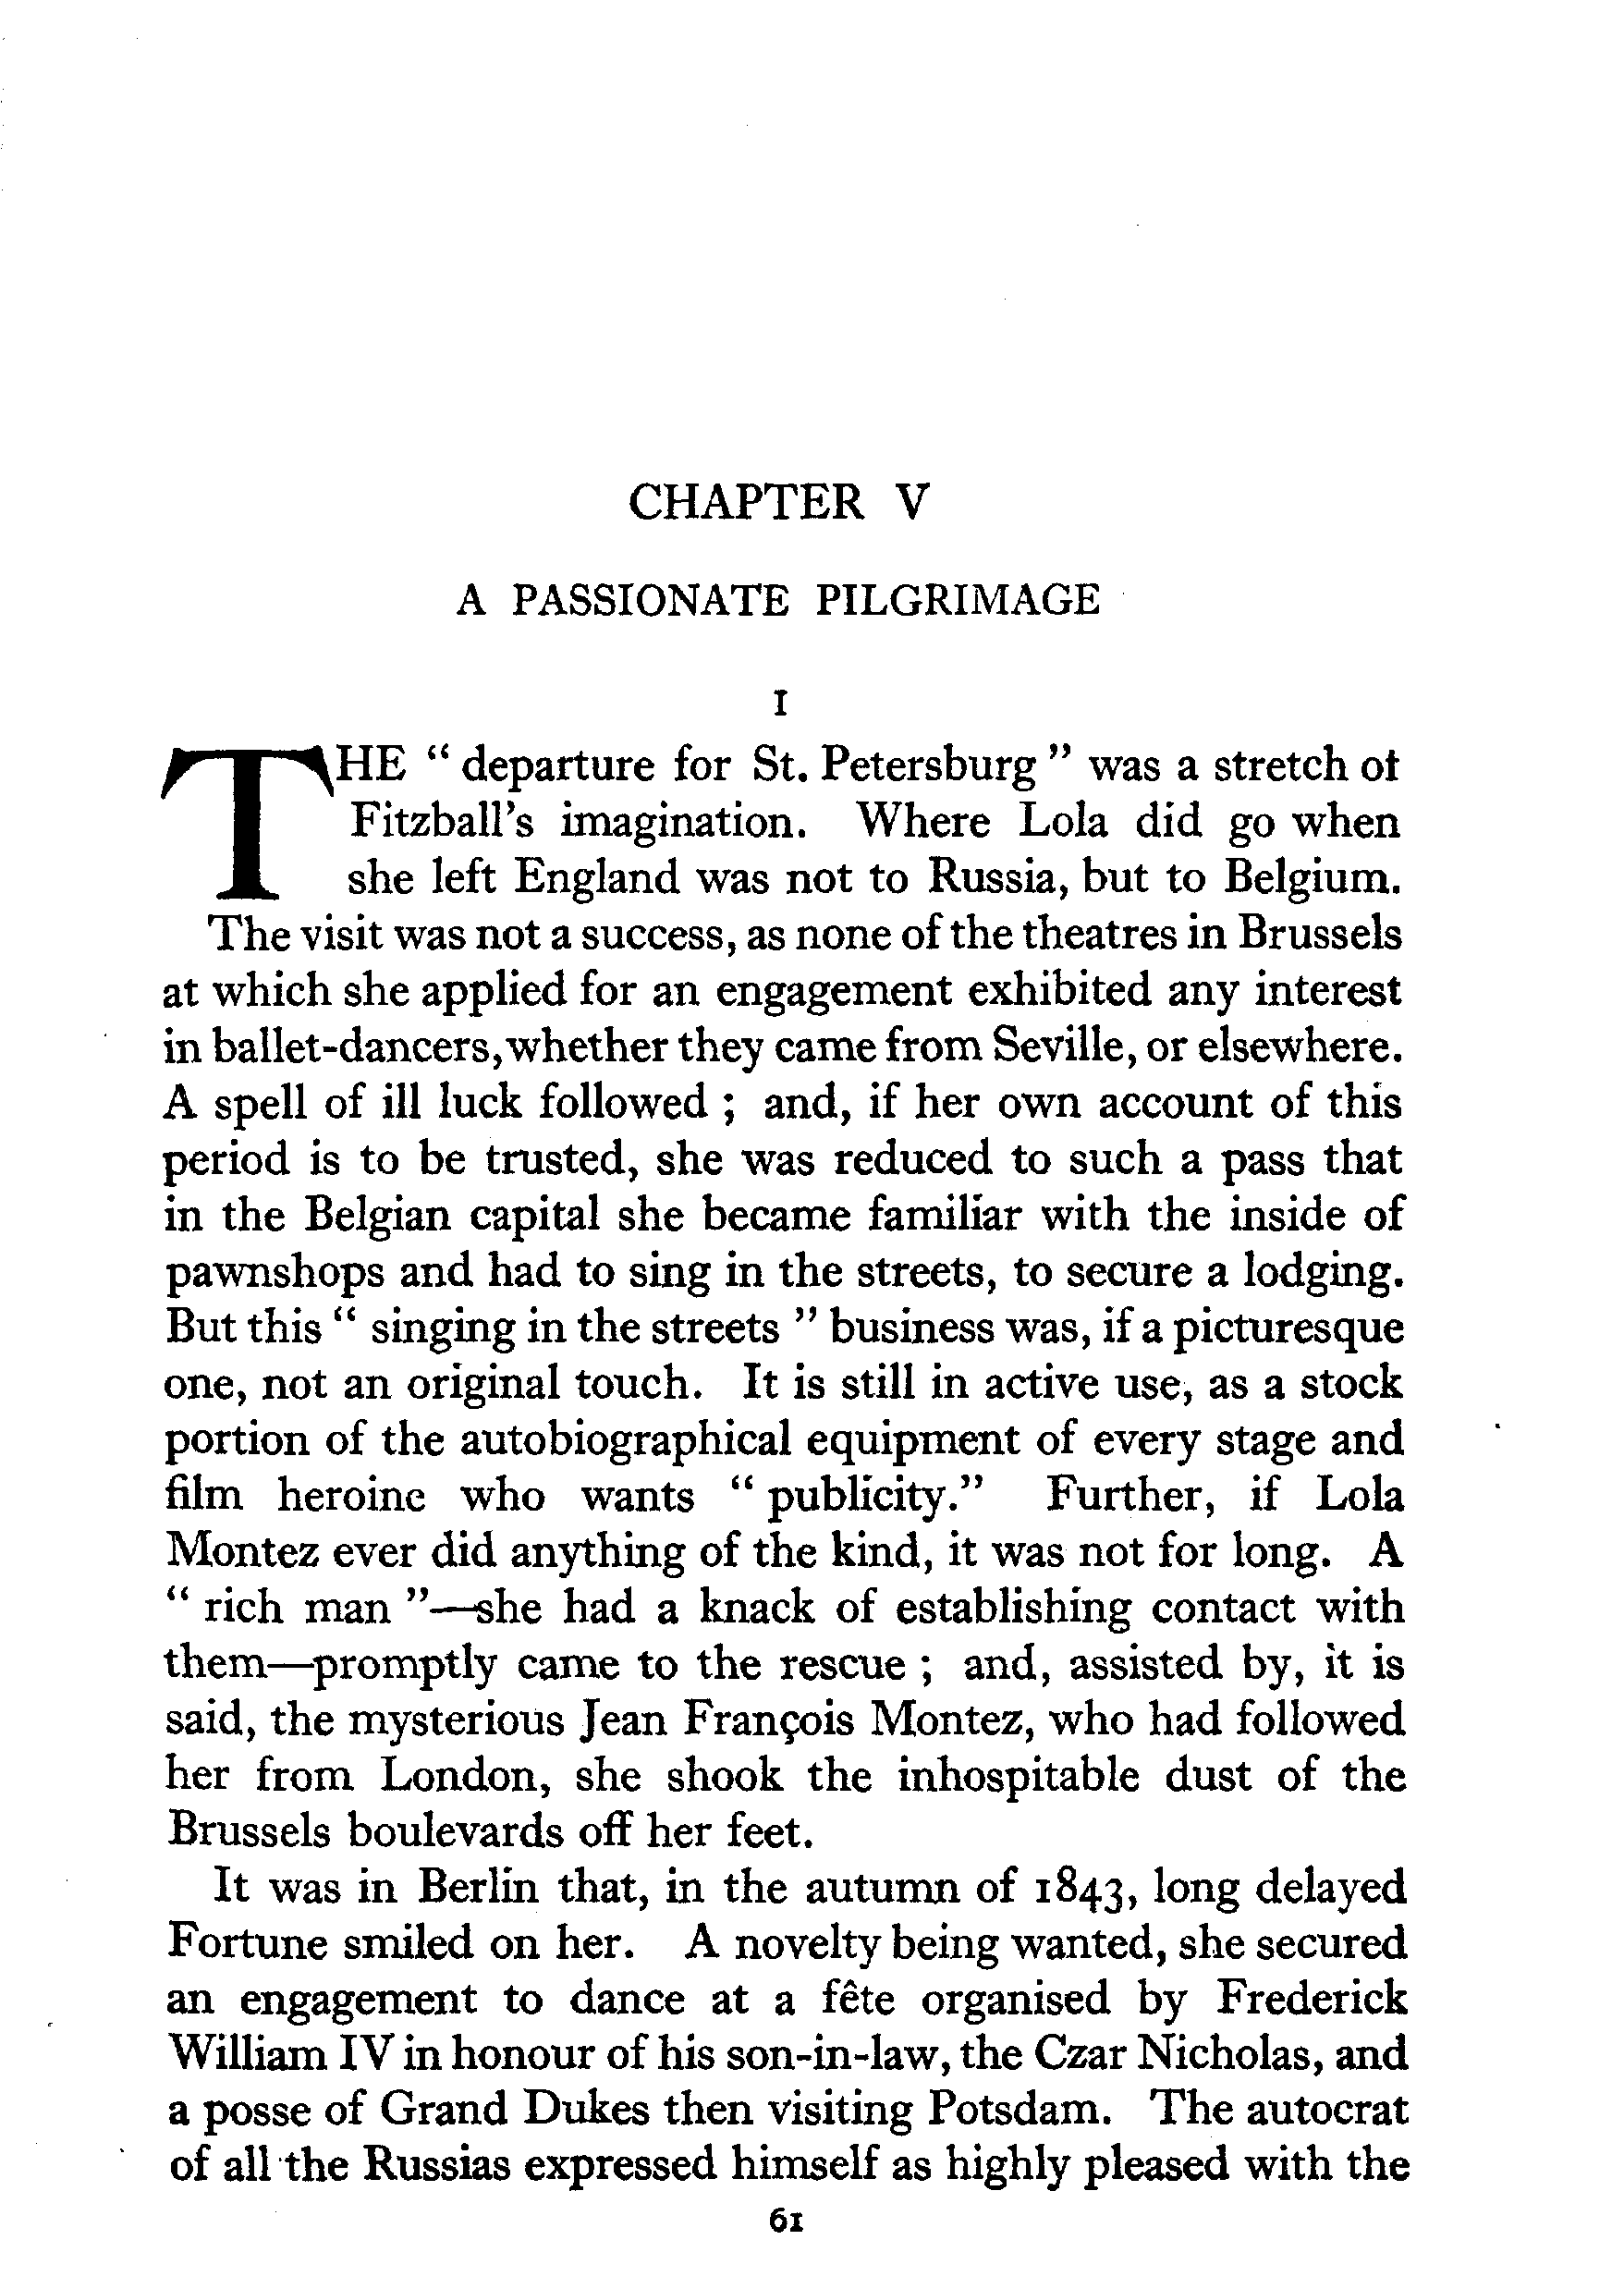 CHAPTER V
A PASSIONATE PILGRIMAGE
I
THE " departure for St. Petersburg " was a stretch of
Fitzball's imagination. Where Lola did go when
she left England was not to Russia, but to Belgium.
The visit was not a success, as none of the theatres in Brussels
at which she applied for an engagement exhibited any interest
in ballet-dancers, whether they came from Seville, or elsewhere.
A spell of ill luck followed ; and, if her own account of this
period is to be trusted, she was reduced to such a pass that
in the Belgian capital she became familiar with the inside of
pawnshops and had to sing in the streets, to secure a lodging.
But this " singing in the streets " business was, if a picturesque
one, not an original touch. It is still in active use, as a stock
portion of the autobiographical equipment of every stage and
film heroine who wants " publicity." Further, if Lola
Montez ever did anything of the kind, it was not for long. A
" rich man "—she had a knack of establishing contact with
them—promptly came to the rescue ; and, assisted by, it is
said, the mysterious Jean François Montez, who had followed
her from London, she shook the inhospitable dust of the
Brussels boulevards off her feet.
It was in Berlin that, in the autumn of 1843, long delayed
Fortune smiled on her. A novelty being wanted, she secured
an engagement to dance at a fête organised by Frederick
William IV in honour of his son-in-law, the Czar Nicholas, and
a posse of Grand Dukes then visiting Potsdam. The autocrat
of all the Russias expressed himself as highly pleased with the
61